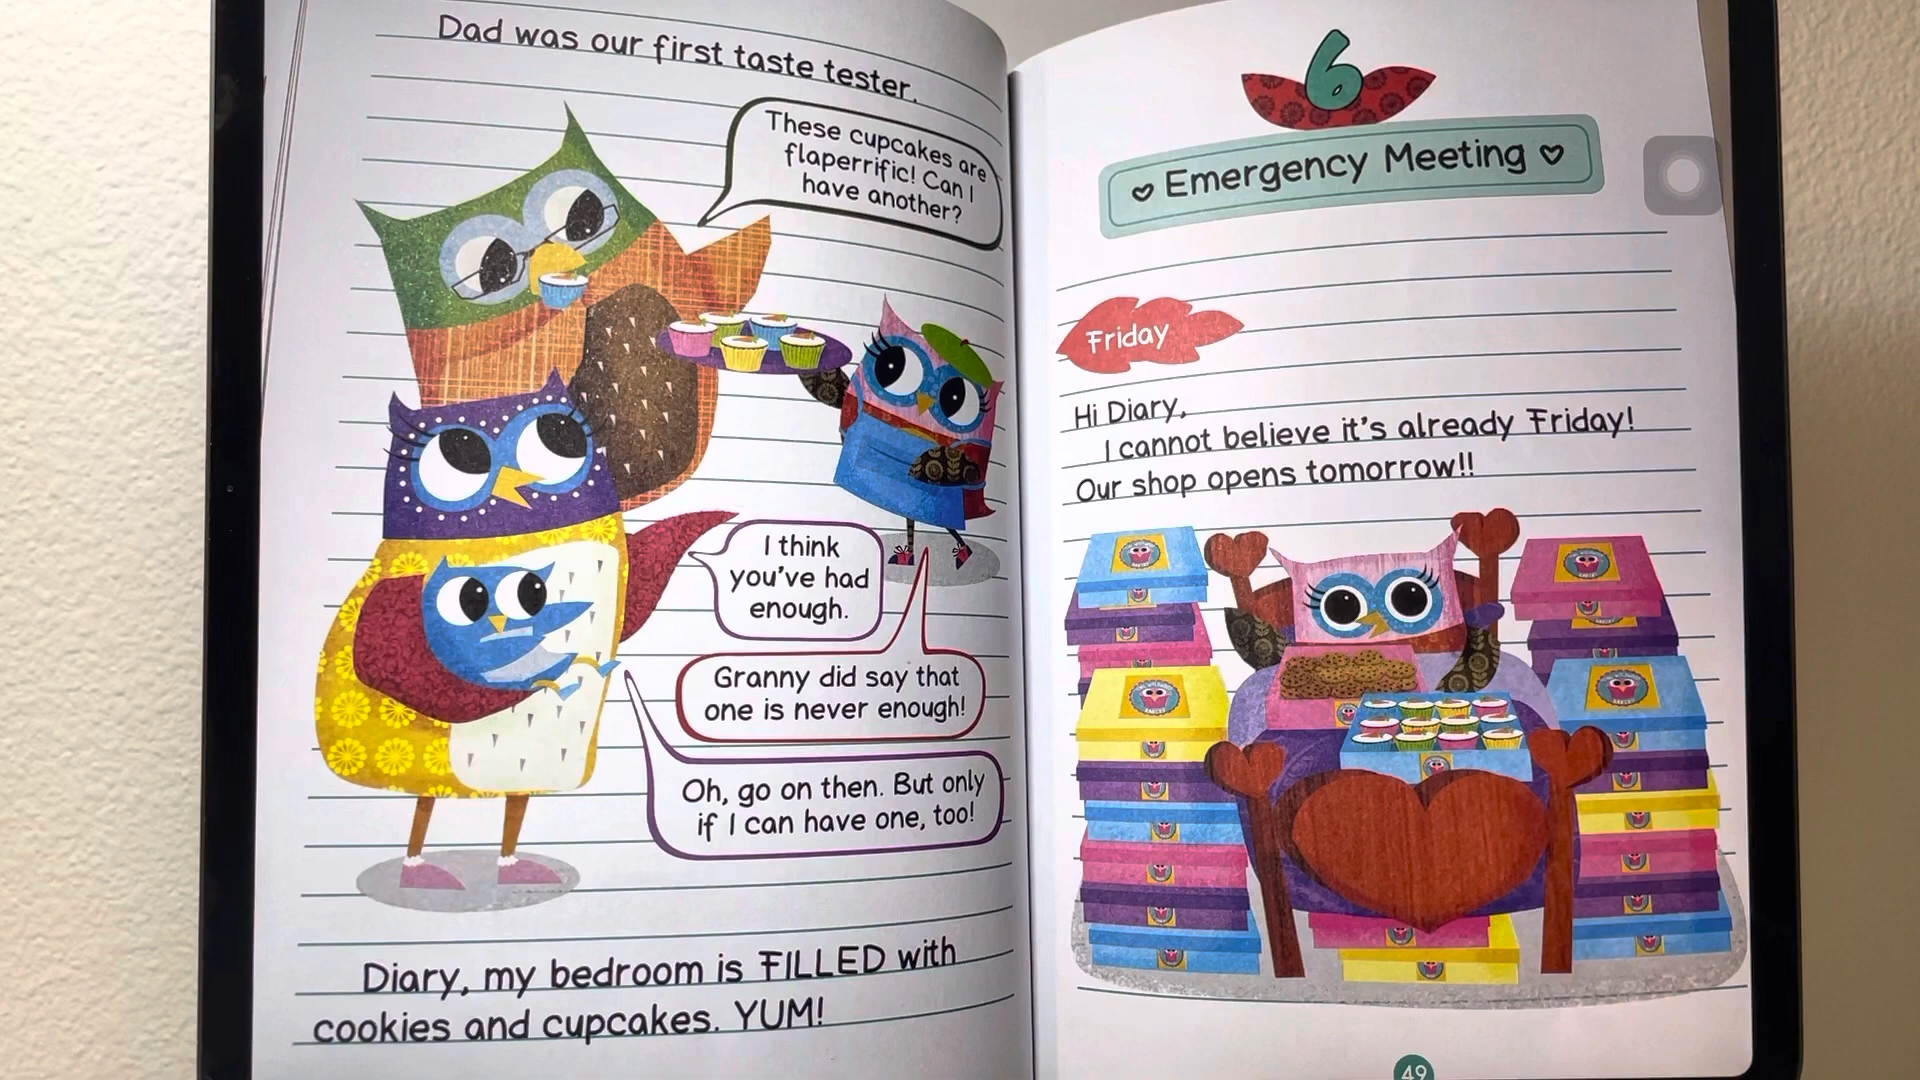 Dad was our first taste tester.
These cupcakes are
flaperrific! Can I
have another?
I think
you've had
enough.
Granny did say that
one is never enough!
Oh, go on then. But only
if I can have one, too!
Diary, my bedroom is FILLED with
cookies and cupcakes. YUM!
6
Emergency Meeting
Friday
Hi Diary,
I cannot believe it's already Friday!
Our shop opens tomorrow!!
49